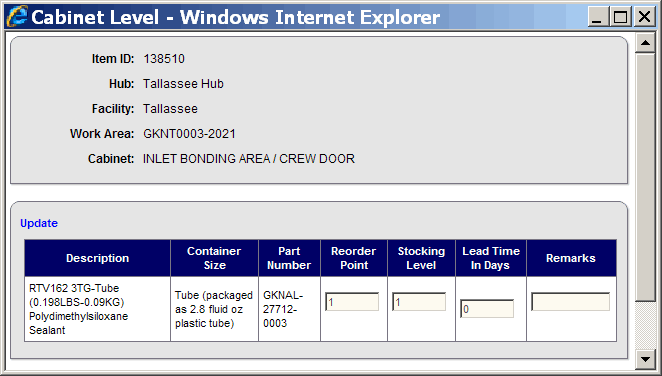 Cabinet Level - Windows Internet Explorer
Item ID: 138510
Hub: Tallassee Hub
Facility: Tallassee
Work Area: GKNT0003-2021
Cabinet: INLET BONDING AREA / CREW DOOR
Update
Description
Container
Size
Part
Number
Reorder
Point
Stocking
Level
Lead Time
In Days
Remarks
RTV162 3TG-Tube
(0.198LBS-0.09KG)
Polydimethylsiloxane
Sealant
Tube (packaged
as 2.8 fluid oz
plastic tube)
GKNAL-
27712-
0003
1
1
0